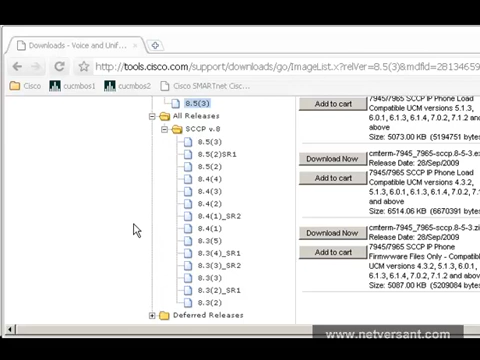 Downloads - Voice and Unif...
http://tools.cisco.com/support/downloads/go/ImageList.x?relVer=8.5(3)&mdfid=28134659
Cisco
cucmbos1
cucmbos2
Cisco SMARTnet Cisc...
8.5(3)
All Releases
SCCP v.8
8.5(3)
8.5(2)SR1
8.5(2)
8.4(4)
8.4(3)
8.4(2)
8.4(1)_SR2
8.4(1)
8.3(5)
8.3(4)_SR1
8.3(3)_SR2
8.3(3)
8.3(2)_SR1
8.3(2)
Deferred Releases
Add to cart
7945/7965 SCCP IP Phone Load
Compatible UCM versions 5.1.3,
6.0.1, 6.1.3, 7.0.2, 7.1.2 and
above
Size: 5073.00 KB (5194751 bytes)
Download Now
Add to cart
cmterm-7945_7965-sccp.8-5-3
Release Date: 28/Sep/2009
7945/7965 SCCP IP Phone Load
Compatible UCM versions 4.3.2,
5.1.3, 6.0.1, 6.1.3, 7.0.2, 7.1.2
and above
Size: 6514.06 KB (6670391 bytes)
Download Now
Add to cart
cmterm-7945_7965-sccp.8-5-3.z
Release Date: 28/Sep/2009
7945/7965 SCCP IP Phone
Firmwware Files Only - Compatib
UCM versions 4.3.2, 5.1.3, 6.0.1,
6.1.3, 6.1.4, 7.0.2, 7.1.2 and above
Size: 5087.00 KB (5209084 bytes)
www.netversant.com